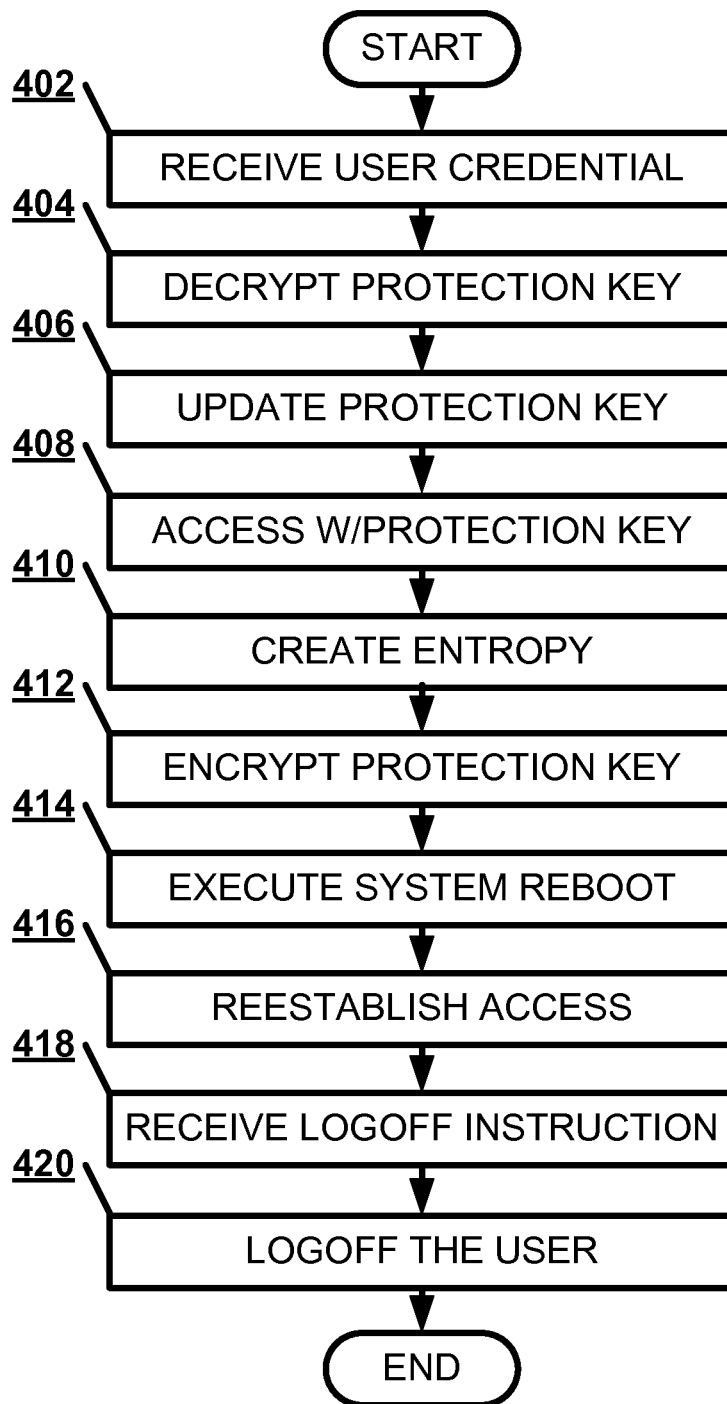 START
402
RECEIVE USER CREDENTIAL
404
DECRYPT PROTECTION KEY
406
UPDATE PROTECTION KEY
408
ACCESS W/PROTECTION KEY
410
CREATE ENTROPY
412
ENCRYPT PROTECTION KEY
414
EXECUTE SYSTEM REBOOT
416
REESTABLISH ACCESS
418
RECEIVE LOGOFF INSTRUCTION
420
LOGOFF THE USER
END